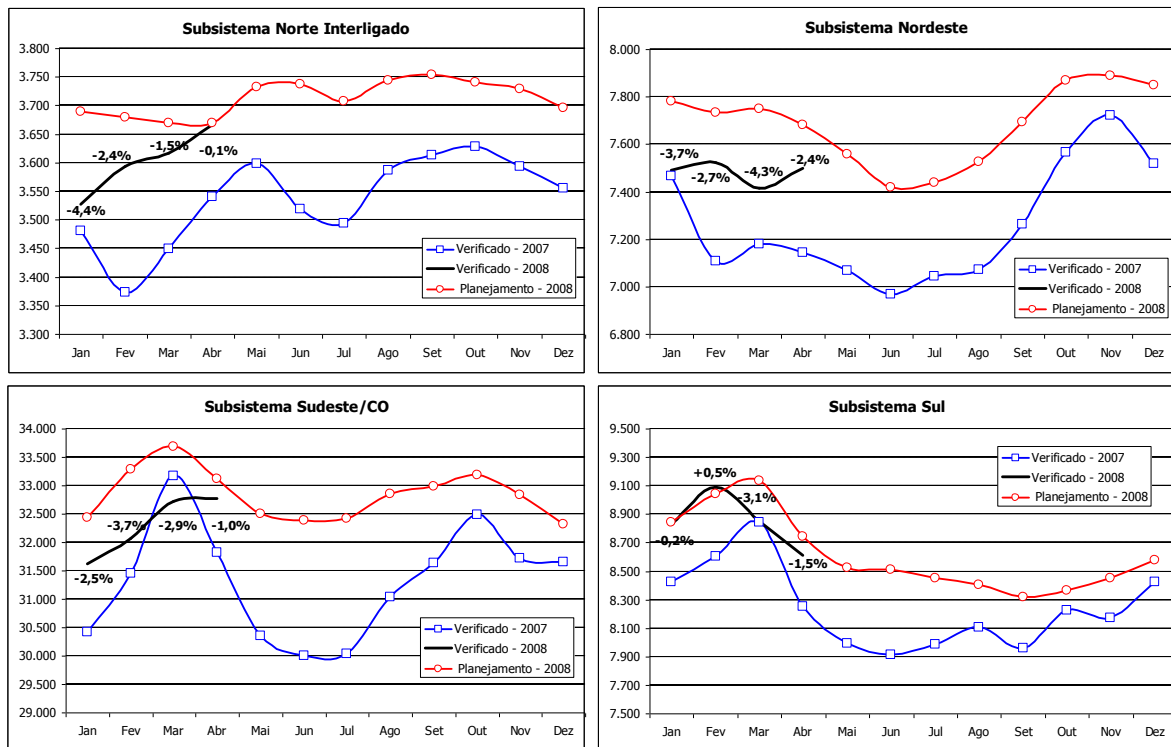 Subsistema Norte Interligado
3.800
3.750
3.700
3.650
3.600
3.550
3.500
3.450
3.400
3.350
3.300
-4,4%
-2,4%
-1,5%
-0,1%
Verificado - 2007
Verificado - 2008
Planejamento - 2008
Jan Fev Mar Abr Mai Jun Jul Ago Set Out Nov Dez
Subsistema Nordeste
8.000
7.800
7.600
7.400
7.200
7.000
6.800
-3,7%
-2,7%
-4,3%
-2,4%
Verificado - 2007
Verificado - 2008
Planejamento - 2008
Jan Fev Mar Abr Mai Jun Jul Ago Set Out Nov Dez
Subsistema Sudeste/CO
34.000
33.500
33.000
32.500
32.000
31.500
31.000
30.500
30.000
29.500
29.000
-2,5%
-3,7%
-2,9%
-1,0%
Verificado - 2007
Verificado - 2008
Planejamento - 2008
Jan Fev Mar Abr Mai Jun Jul Ago Set Out Nov Dez
Subsistema Sul
9.500
9.300
9.100
8.900
8.700
8.500
8.300
8.100
7.900
7.700
7.500
-0,2%
+0,5%
-3,1%
-1,5%
Verificado - 2007
Verificado - 2008
Planejamento - 2008
Jan Fev Mar Abr Mai Jun Jul Ago Set Out Nov Dez